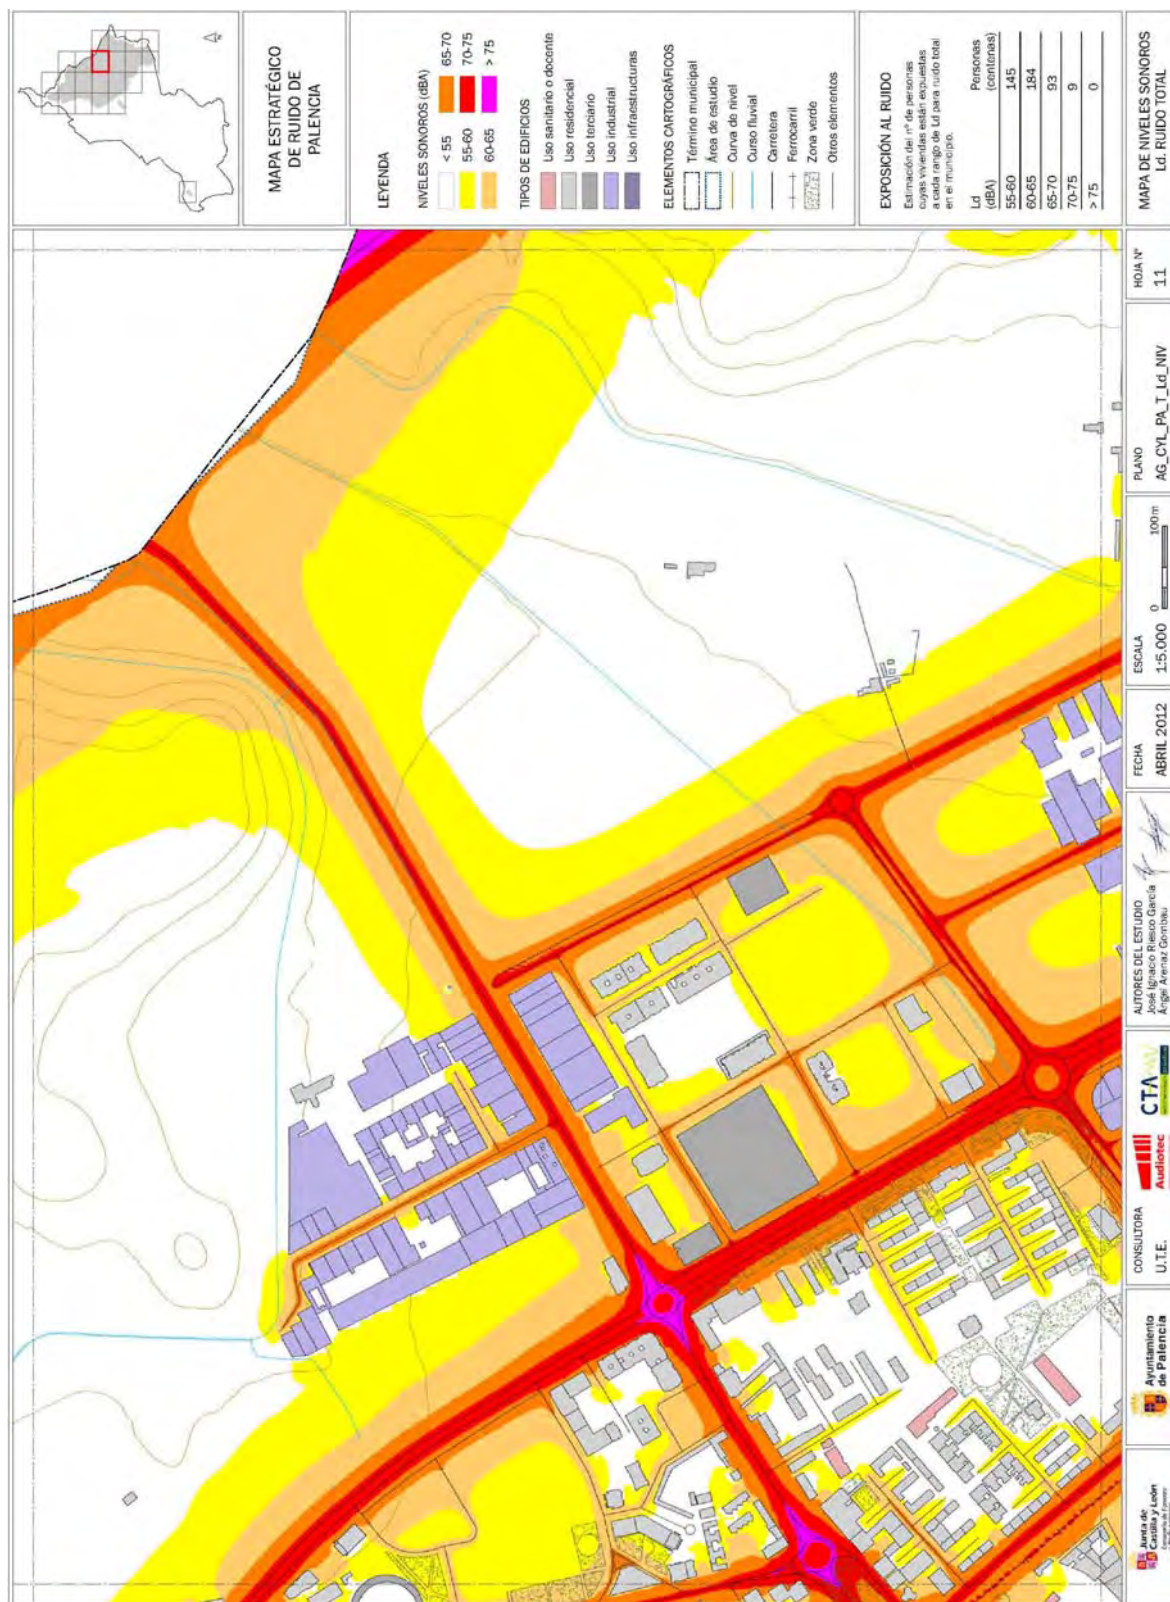 MAPA ESTRATÉGICO
DE RUIDO DE
PALENCIA
LEYENDA
NIVELES SONOROS (dBA)
< 55
55-60
60-65
65-70
70-75
> 75
TIPOS DE EDIFICIOS
Uso sanitario o docente
Uso residencial
Uso terciario
Uso industrial
Uso infraestructuras
ELEMENTOS CARTOGRÁFICOS
Término municipal
Área de estudio
Curva de nivel
Curso fluvial
Carretera
Ferrocarril
Zona verde
Otros elementos
EXPOSICIÓN AL RUIDO
Estimación del nº de personas
cuyas viviendas están expuestas
a cada rango de Ld para ruido total
en el municipio.
Ld Personas
(dBA) (centenas)
55-60 145
60-65 184
65-70 93
70-75 9
> 75 0
MAPA DE NIVELES SONOROS
Ld. RUIDO TOTAL
Junta de
Castilla y León
Ayuntamiento
de Palencia
CONSULTORA
U.T.E.
Audiotec
CTA
AUTORES DEL ESTUDIO
José Ignacio Riesco García
Ángel Arenaz Gombau
FECHA
ABRIL 2012
ESCALA
1:5.000
0 100m
PLANO
AG_CYL_PA_T_Ld_NIV
HOJA Nº
11